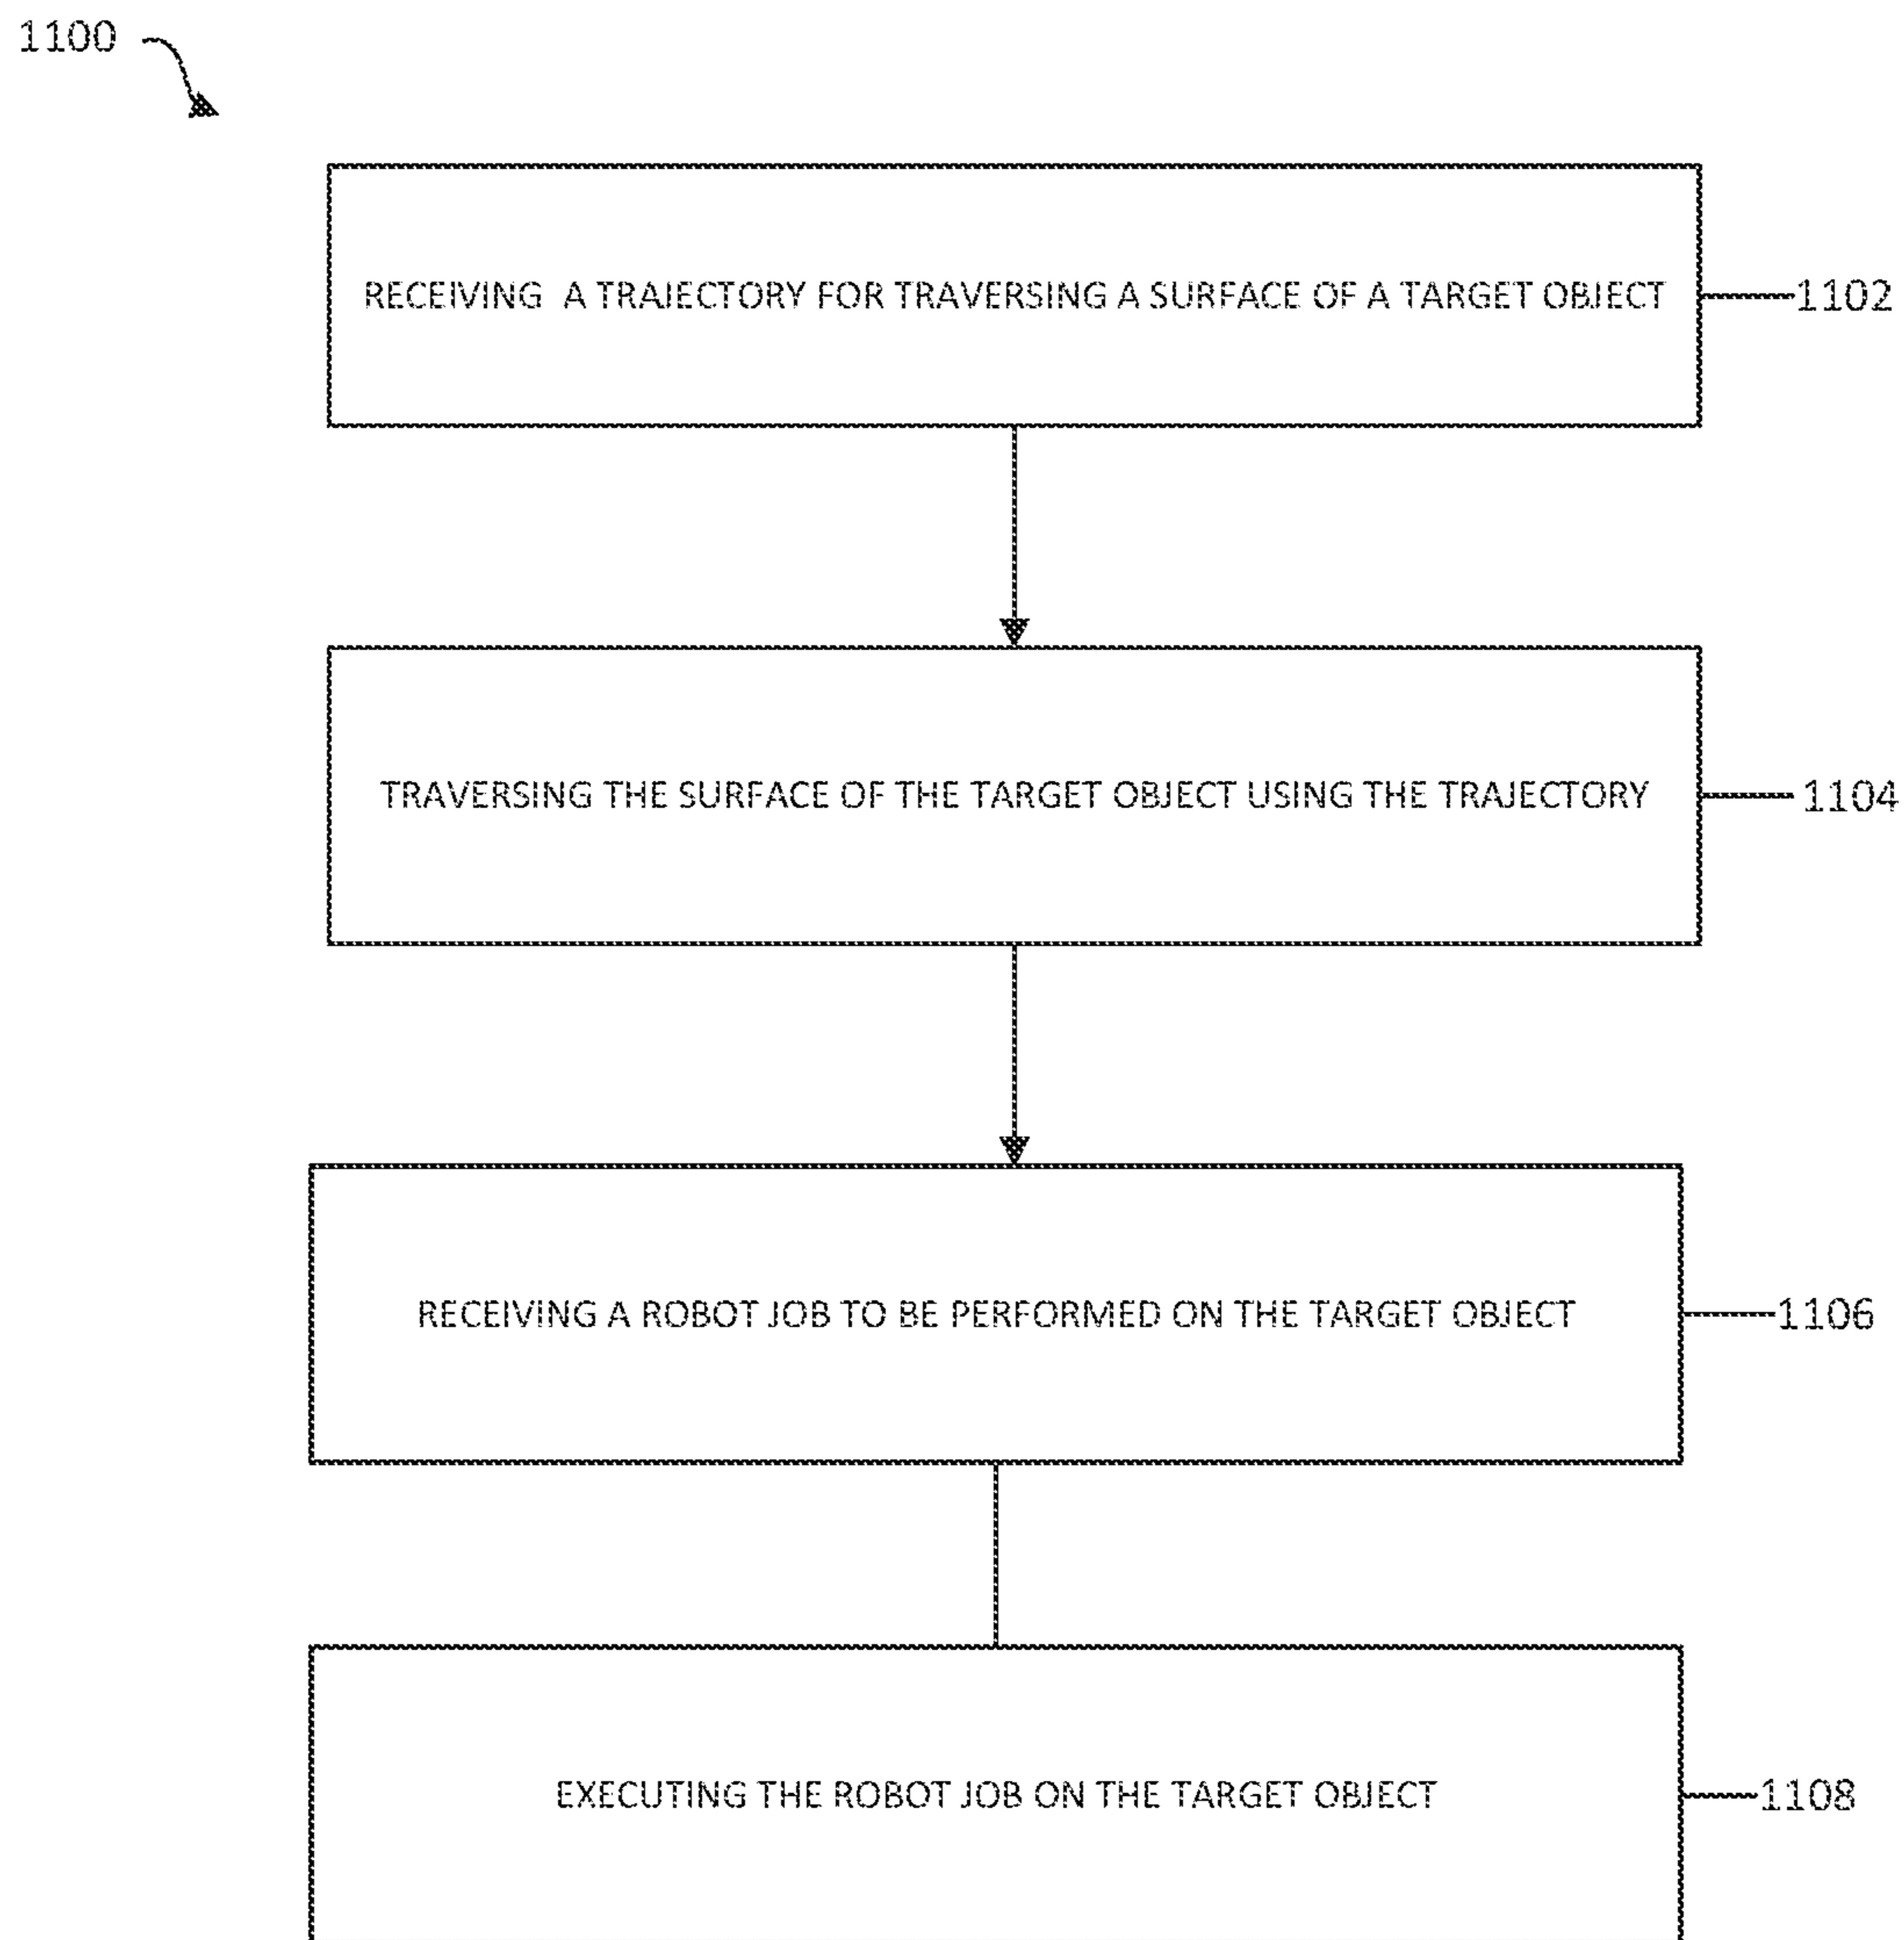 1100
RECEIVING A TRAJECTORY FOR TRAVERSING A SURFACE OF A TARGET OBJECT
1102
TRAVERSING THE SURFACE OF THE TARGET OBJECT USING THE TRAJECTORY
1104
RECEIVING A ROBOT JOB TO BE PERFORMED ON THE TARGET OBJECT
1106
EXECUTING THE ROBOT JOB ON THE TARGET OBJECT
1108